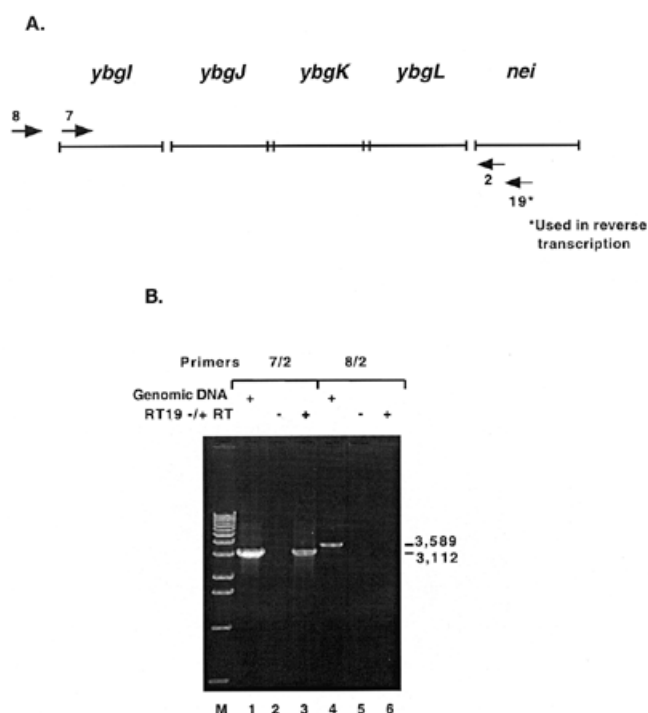 A.
ybgI ybgJ ybgK ybgL nei
8 7
2
19*
*Used in reverse
transcription
B.
Primers 7/2 8/2
Genomic DNA + +
RT19 -/+ RT - + - +
3,589
3,112
M 1 2 3 4 5 6